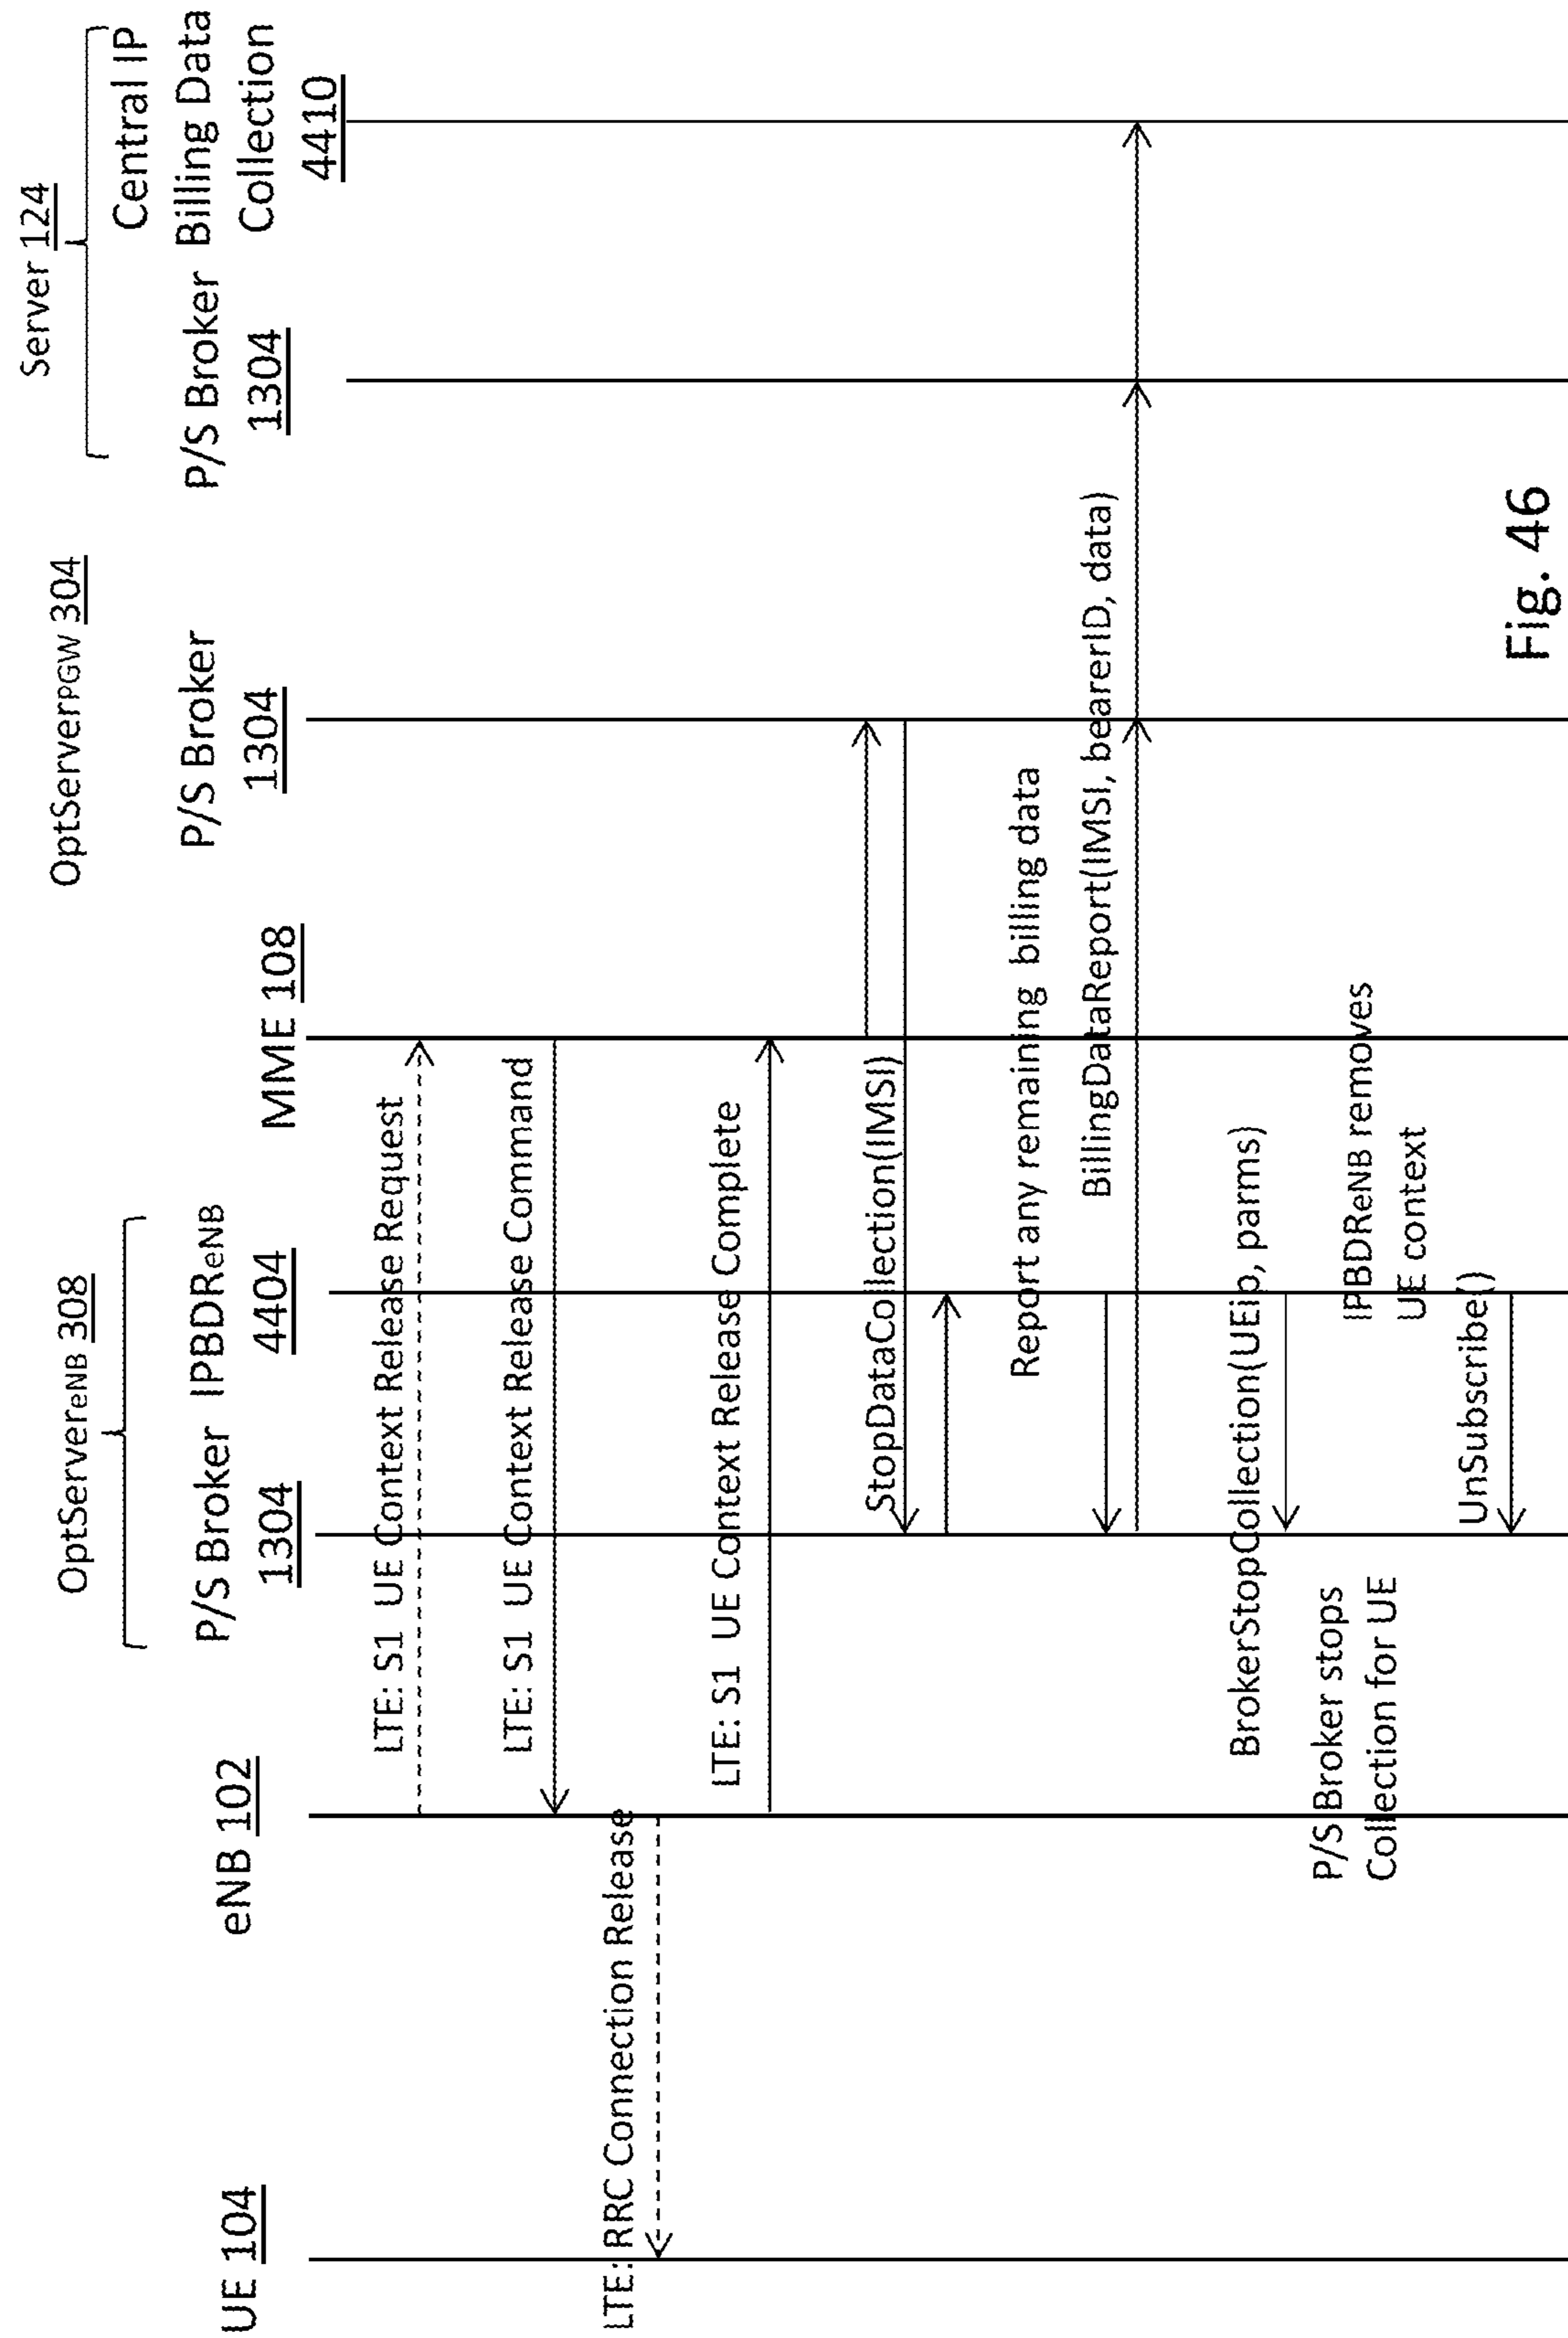 Server 124
OptServerPGW 304
OptServereNB 308
UE 104
eNB 102
P/S Broker
1304
IPBDReNB
4404
MME 108
P/S Broker
1304
P/S Broker
1304
Central IP
Billing Data
Collection
4410
LTE: S1 UE Context Release Request
LTE: S1 UE Context Release Command
LTE: RRC Connection Release
LTE: S1 UE Context Release Complete
StopDataCollection(IMSI)
Report any remaining billing data
BillingDataReport(IMSI, bearerID, data)
BrokerStopCollection(UEip, parms)
P/S Broker stops
Collection for UE
IPBDReNB removes
UE context
UnSubscribe()
Fig. 46